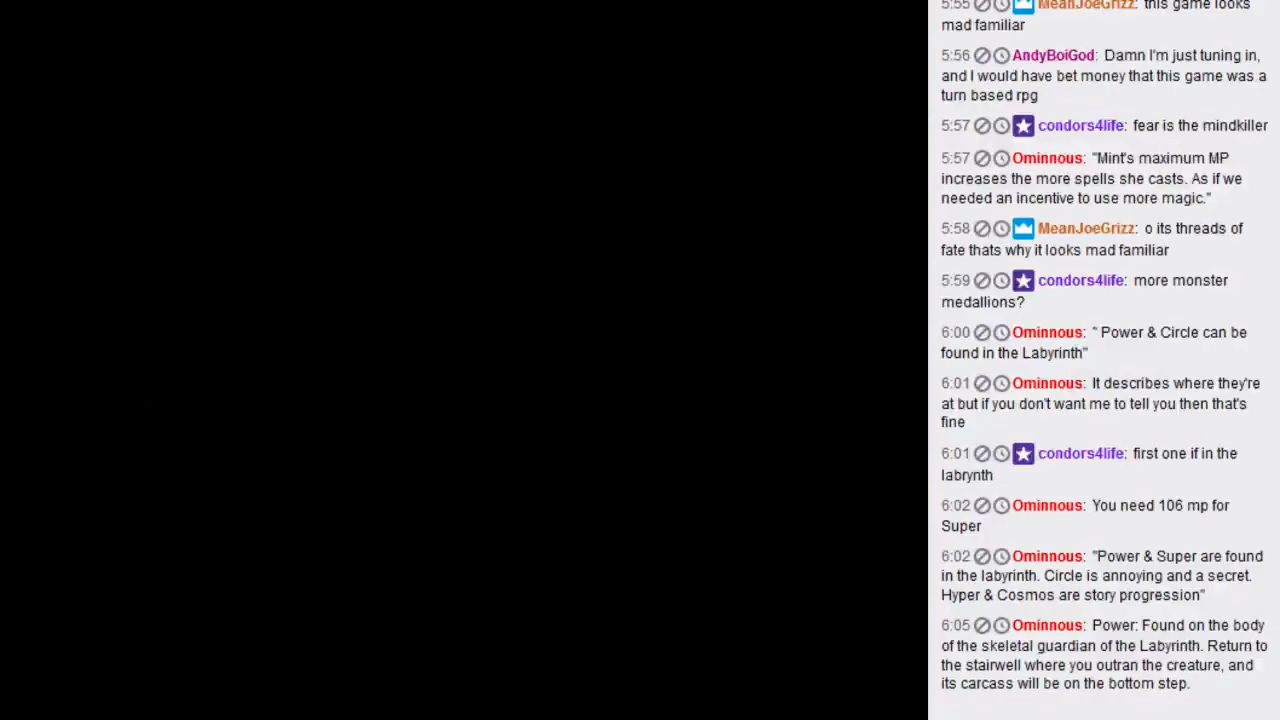 5:55 MeanJoeGrizz: this game looks
mad familiar
5:56 AndyBoiGod: Damn I'm just tuning in,
and I would have bet money that this game was a
turn based rpg
5:57 condors4life: fear is the mindkiller
5:57 Ominnous: "Mint's maximum MP
increases the more spells she casts. As if we
needed an incentive to use more magic."
5:58 MeanJoeGrizz: o its threads of
fate thats why it looks mad familiar
5:59 condors4life: more monster
medallions?
6:00 Ominnous: " Power & Circle can be
found in the Labyrinth"
6:01 Ominnous: It describes where they're
at but if you don't want me to tell you then that's
fine
6:01 condors4life: first one if in the
labrynth
6:02 Ominnous: You need 106 mp for
Super
6:02 Ominnous: "Power & Super are found
in the labyrinth. Circle is annoying and a secret.
Hyper & Cosmos are story progression"
6:05 Ominnous: Power: Found on the body
of the skeletal guardian of the Labyrinth. Return to
the stairwell where you outran the creature, and
its carcass will be on the bottom step.